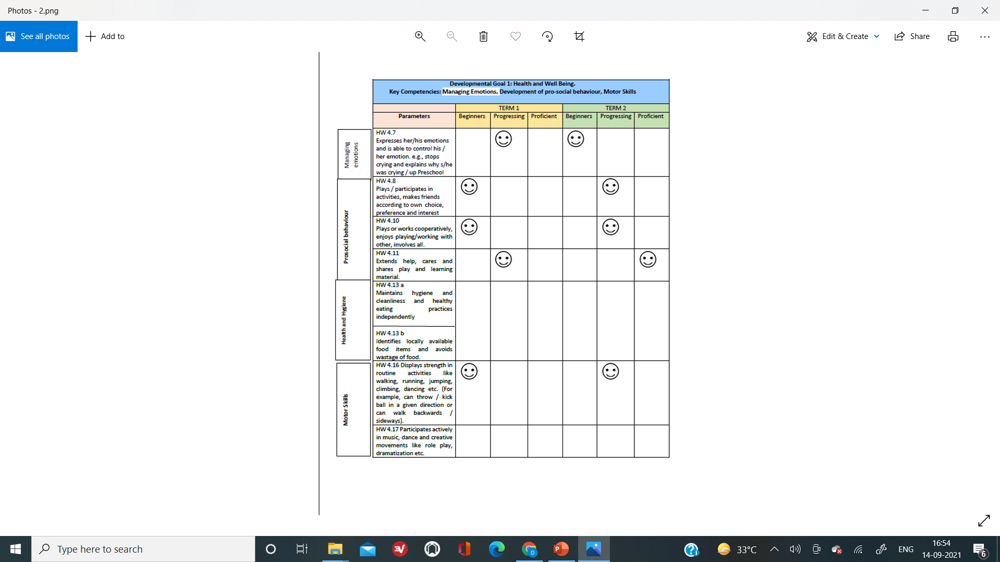 Photos - 2.png
See all photos
Add to
Edit & Create
Share
Developmental Goal 1: Health and Well Being.
Key Competencies: Managing Emotions, Development of pro-social behaviour, Motor Skills
TERM 1 TERM 2
Parameters Beginners Progressing Proficient Beginners Progressing Proficient
Managing
emotions
HW 4.7
Expresses her/his emotions
and is able to control his /
her emotion. e.g., stops
crying and explains why s/he
was crying / up Preschool
Prosocial behaviour
HW 4.8
Plays / participates in
activities, makes friends
according to own choice,
preference and interest
HW 4.10
Plays or works cooperatively,
enjoys playing/working with
other, involves all.
HW 4.11
Extends help, cares and
shares play and learning
material.
Health and Hygiene
HW 4.13 a
Maintains hygiene and
cleanliness and healthy
eating practices
independently
HW 4.13 b
Identifies locally available
food items and avoids
wastage of food.
Motor Skills
HW 4.16 Displays strength in
routine activities like
walking, running, jumping,
climbing, dancing etc. (For
example, can throw / kick
ball in a given direction or
can walk backwards /
sideways).
HW 4.17 Participates actively
in music, dance and creative
movements like role play,
dramatization etc.
Type here to search
33°C
ENG
16:54
14-09-2021
6